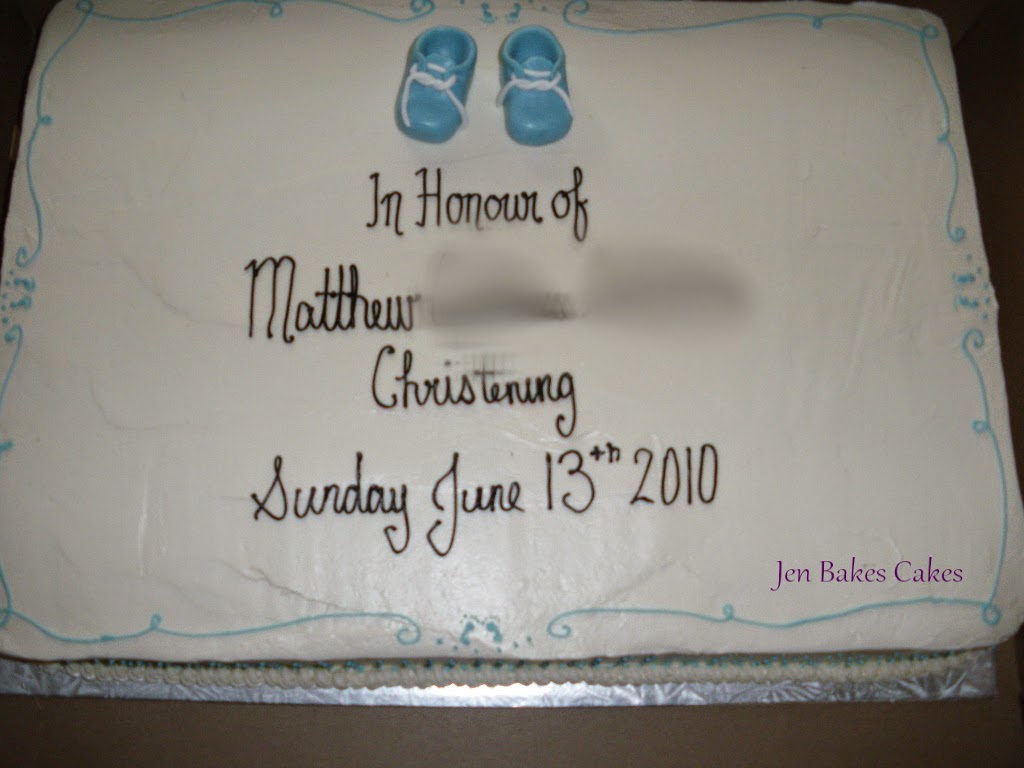 In Honour of
Matthew
Christening
Sunday June 13th 2010
Jen Bakes Cakes